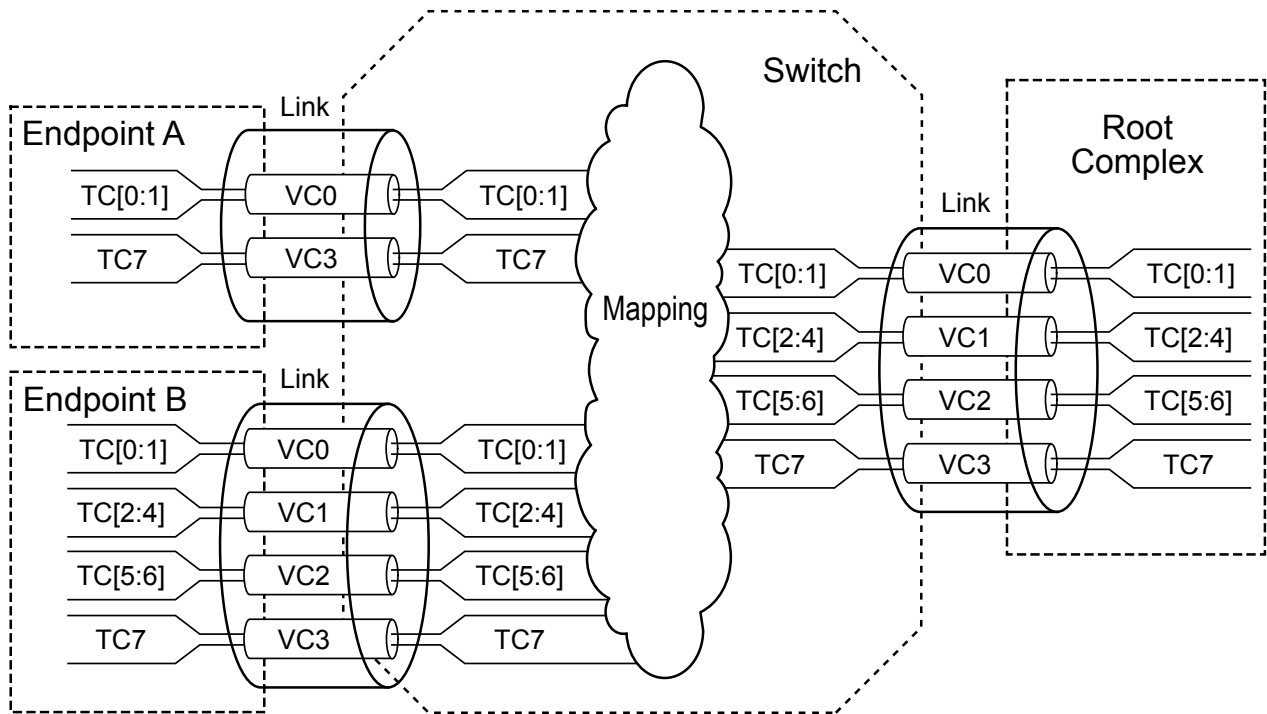 Switch
Endpoint A
Link
TC[0:1]
VC0
TC[0:1]
TC7
VC3
TC7
Endpoint B
Link
TC[0:1]
VC0
TC[0:1]
TC[2:4]
VC1
TC[2:4]
TC[5:6]
VC2
TC[5:6]
TC7
VC3
TC7
Mapping
Root
Complex
Link
TC[0:1]
VC0
TC[0:1]
TC[2:4]
VC1
TC[2:4]
TC[5:6]
VC2
TC[5:6]
TC7
VC3
TC7